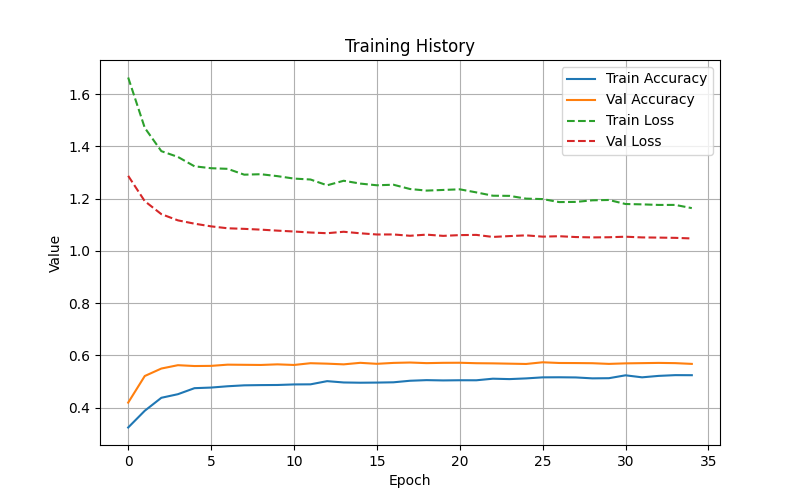 Training History
Train Accuracy
Val Accuracy
Train Loss
Val Loss
Value
1.6
1.4
1.2
1.0
0.8
0.6
0.4
0 5 10 15 20 25 30 35
Epoch